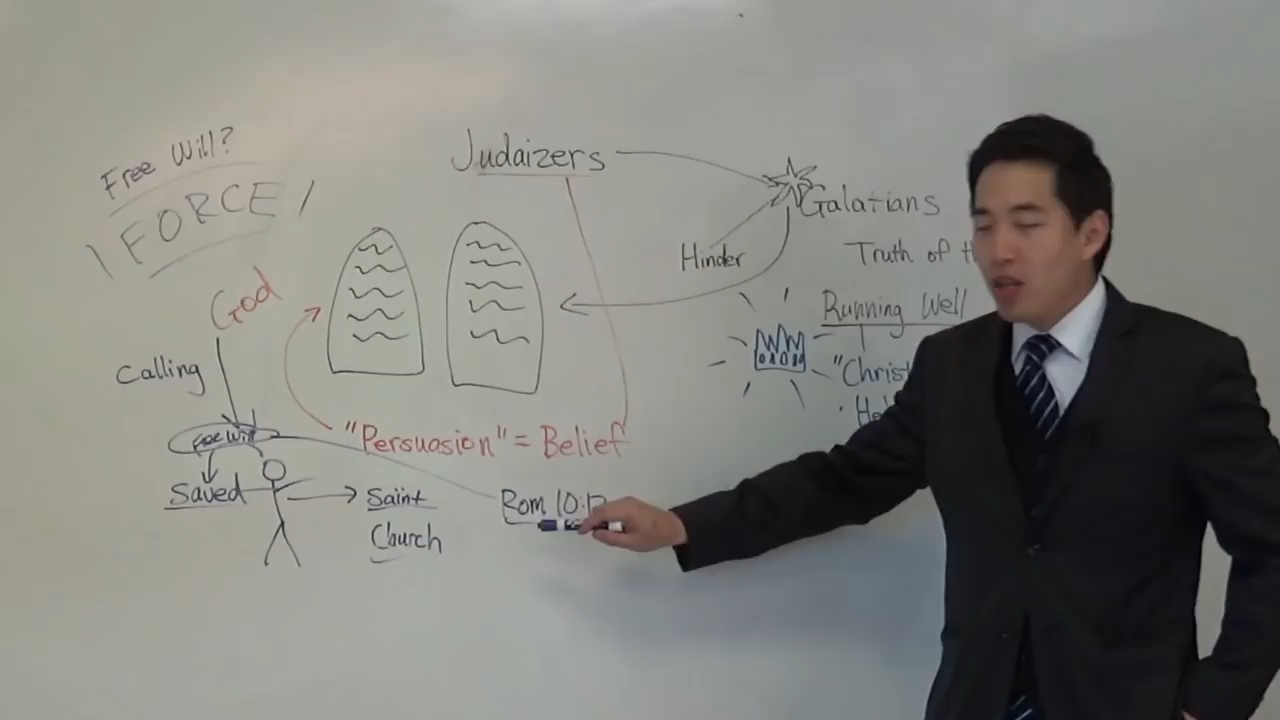 Free Will?
FORCE
God
Calling
Free Will
Saved
Saint
Church
Judaizers
Hinder
"Persuasion" = Belief
Rom 10:
Galatians
Truth of
Running Well
"Christ